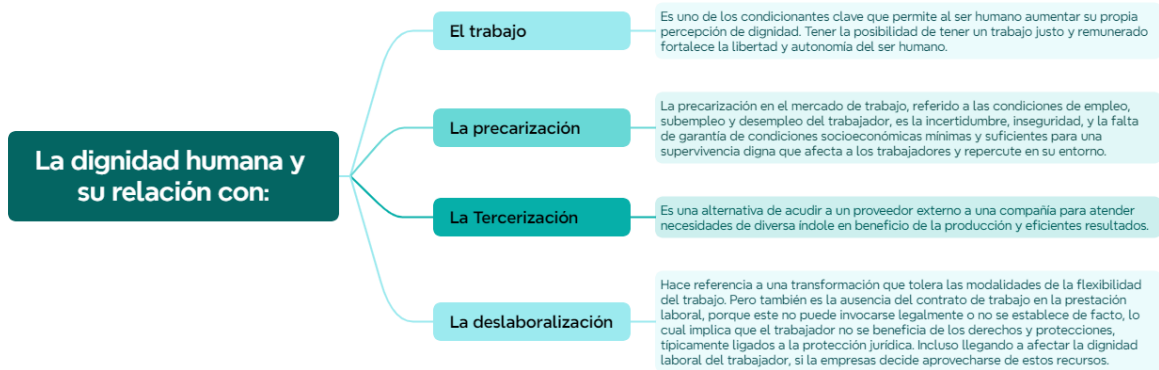 La dignidad humana y
su relación con:
El trabajo
Es uno de los condicionantes clave que permite al ser humano aumentar su propia
percepción de dignidad. Tener la posibilidad de tener un trabajo justo y remunerado
fortalece la libertad y autonomía del ser humano.
La precarización
La precarización en el mercado de trabajo, referido a las condiciones de empleo,
subempleo y desempleo del trabajador, es la incertidumbre, inseguridad, y la falta
de garantía de condiciones socioeconómicas mínimas y suficientes para una
supervivencia digna que afecta a los trabajadores y repercute en su entorno.
La Tercerización
Es una alternativa de acudir a un proveedor externo a una compañía para atender
necesidades de diversa índole en beneficio de la producción y eficientes resultados.
La deslaboralización
Hace referencia a una transformación que tolera las modalidades de la flexibilidad
del trabajo. Pero también es la ausencia del contrato de trabajo en la prestación
laboral, porque este no puede invocarse legalmente o no se establece de facto, lo
cual implica que el trabajador no se beneficia de los derechos y protecciones,
típicamente ligados a la protección jurídica. Incluso llegando a afectar la dignidad
laboral del trabajador, si la empresas decide aprovecharse de estos recursos.